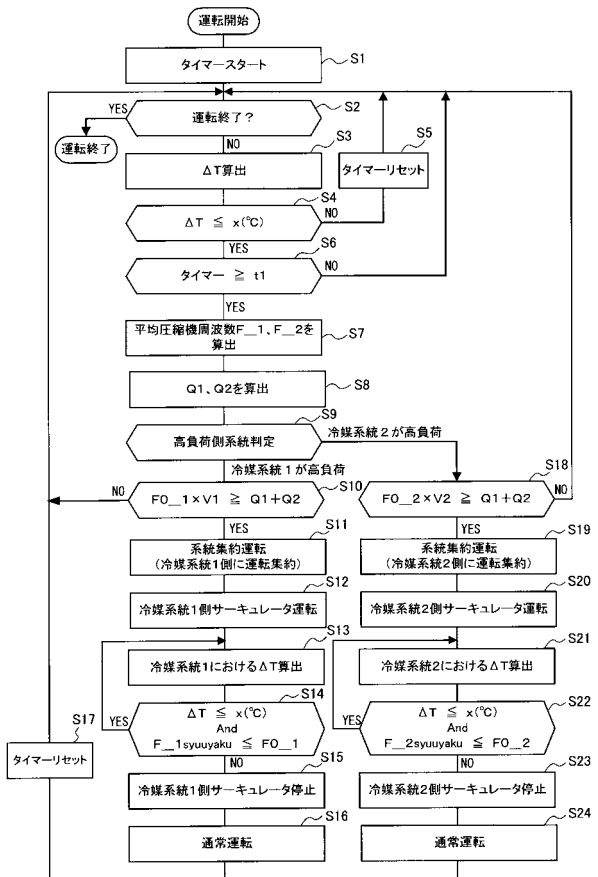 運転開始
タイマースタート
S1
運転終了?
S2
YES
運転終了
NO
S3
ΔT算出
S5
タイマーリセット
S4
ΔT ≦ x(℃)
NO
YES
S6
タイマー ≧ t1
NO
YES
平均圧縮機周波数F__1、F__2を
算出
S7
Q1、Q2を算出
S8
S9
高負荷側系統判定
冷媒系統2が高負荷
冷媒系統1が高負荷
NO
F0__1×V1 ≧ Q1+Q2
S10
S18
F0__2×V2 ≧ Q1+Q2
NO
YES
S11
YES
S19
系統集約運転
(冷媒系統1側に運転集約)
系統集約運転
(冷媒系統2側に運転集約)
S12
S20
冷媒系統1側サーキュレータ運転
冷媒系統2側サーキュレータ運転
S13
S21
冷媒系統1におけるΔT算出
冷媒系統2におけるΔT算出
S14
S22
ΔT ≦ x(℃)
And
F__1syuuyaku ≦ F0__1
YES
ΔT ≦ x(℃)
And
F__2syuuyaku ≦ F0__2
YES
S17
タイマーリセット
NO
S15
NO
S23
冷媒系統1側サーキュレータ停止
冷媒系統2側サーキュレータ停止
S16
S24
通常運転
通常運転